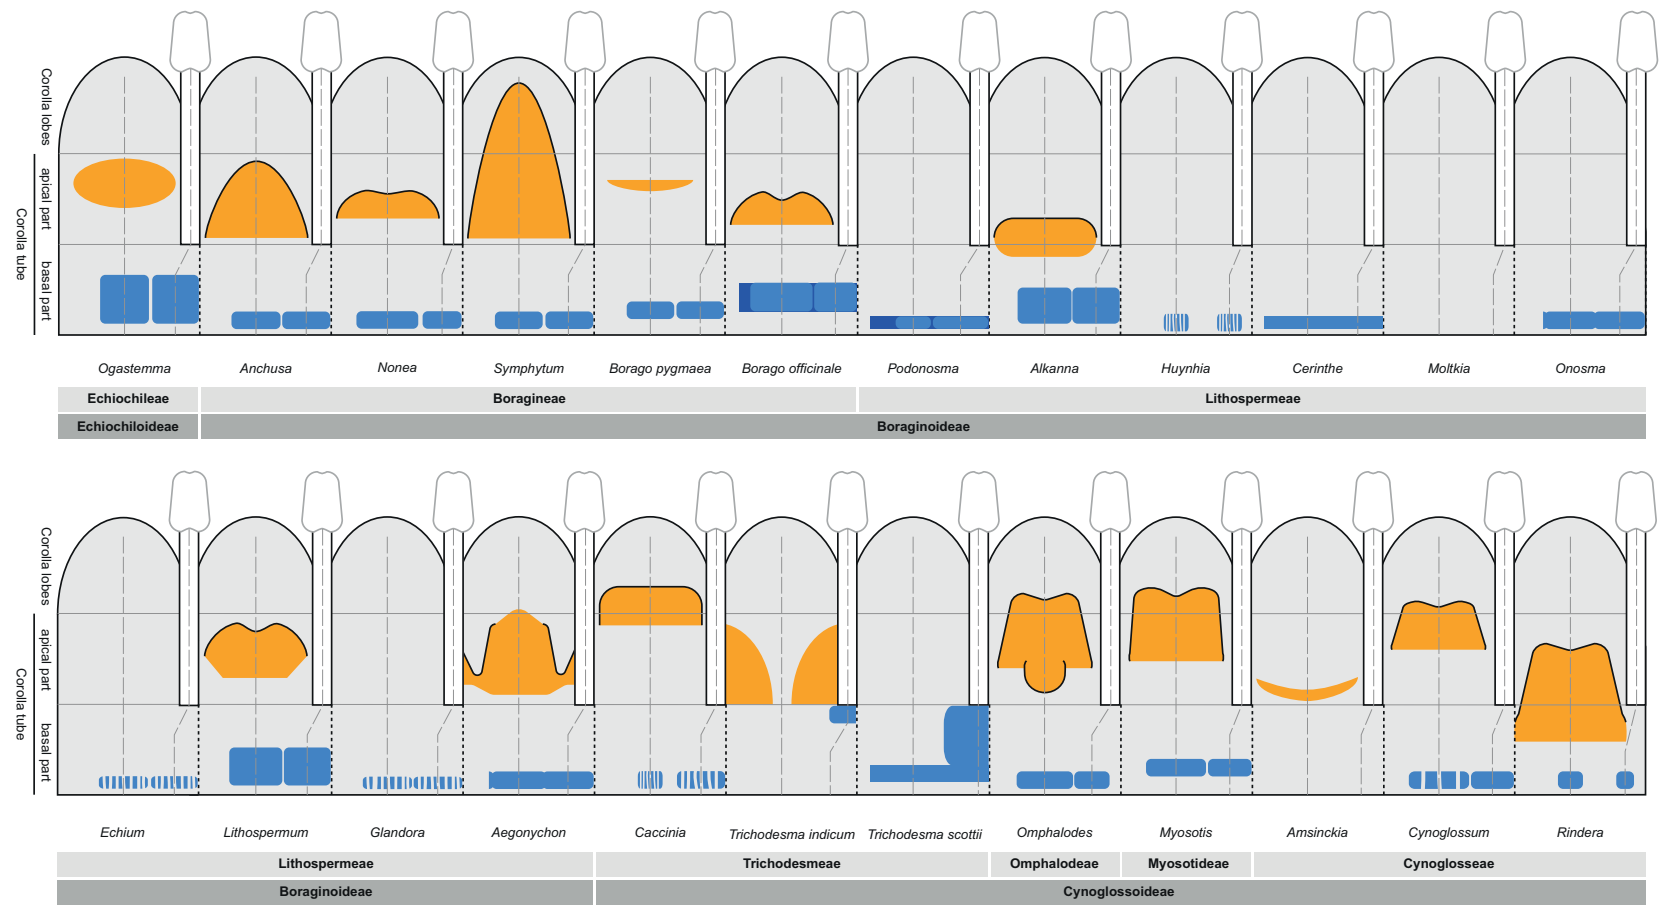 Corolla lobes
apical part
basal part
Corolla tube
Ogastemma Anchusa Nonea Symphytum Borago pygmaea Borago officinale Podonosma Alkanna Huynhia Cerinthe Moltkia Onosma
Echiochileae Boragineae Lithospermeae
Echiochiloideae Boraginoideae
Corolla lobes
apical part
basal part
Corolla tube
Echium Lithospermum Glandora Aegonychon Caccinia Trichodesma indicum Trichodesma scottii Omphalodes Myosotis Amsinckia Cynoglossum Rindera
Lithospermeae Trichodesmeae Omphalodeae Myosotideae Cynoglosseae
Boraginoideae Cynoglossoideae